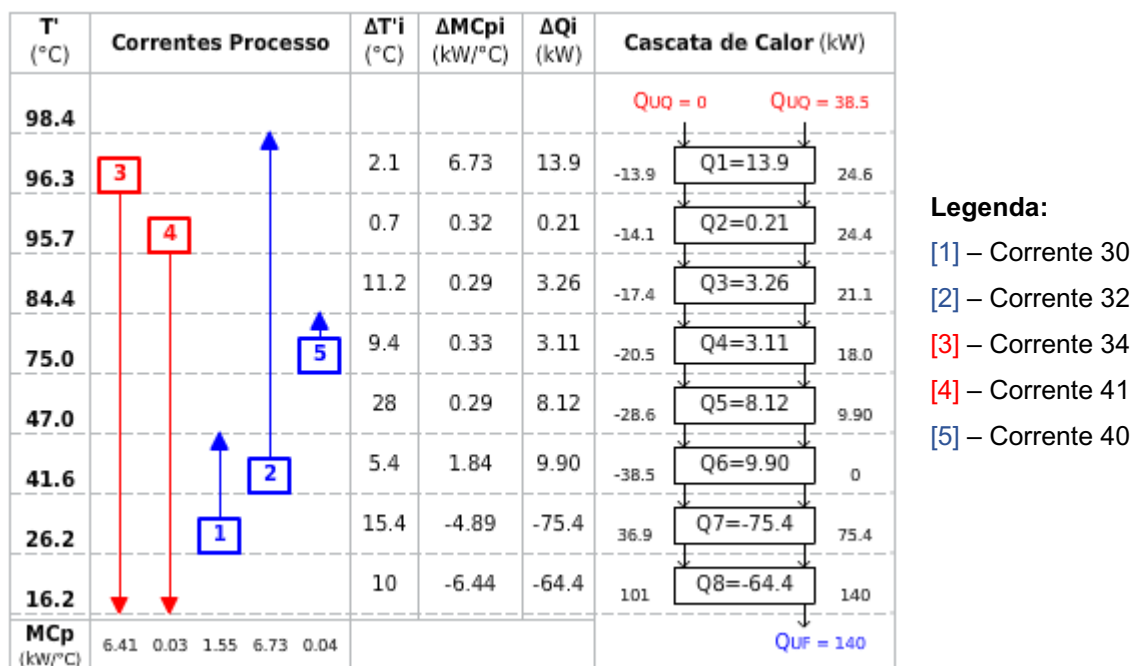 T' Correntes Processo ΔT'i ΔMCpi ΔQi Cascata de Calor (kW)
(°C) (°C) (kW/°C) (kW)
QUQ = 0 QUQ = 38.5
98.4
3 2.1 6.73 13.9 -13.9 Q1=13.9 24.6
96.3
4 0.7 0.32 0.21 -14.1 Q2=0.21 24.4
95.7
11.2 0.29 3.26 -17.4 Q3=3.26 21.1
84.4
5 9.4 0.33 3.11 -20.5 Q4=3.11 18.0
75.0
28 0.29 8.12 -28.6 Q5=8.12 9.90
47.0
2 5.4 1.84 9.90 -38.5 Q6=9.90 0
41.6
1 15.4 -4.89 -75.4 36.9 Q7=-75.4 75.4
26.2
10 -6.44 -64.4 101 Q8=-64.4 140
16.2
MCp 6.41 0.03 1.55 6.73 0.04 QUF = 140
(kW/°C)
Legenda:
[1] – Corrente 30
[2] – Corrente 32
[3] – Corrente 34
[4] – Corrente 41
[5] – Corrente 40